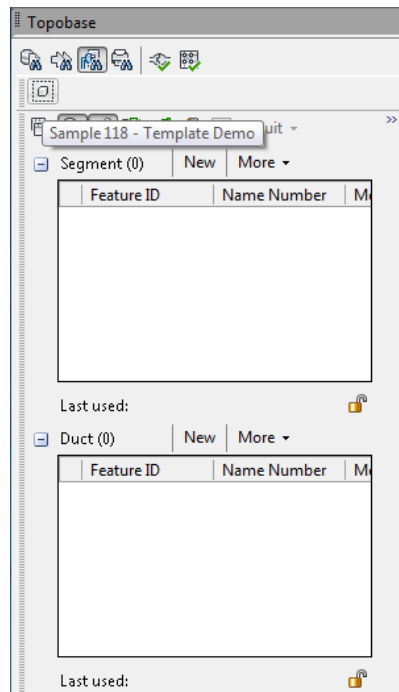 Topobase
Sample 118 - Template Demo
Segment (0) New More
Feature ID Name Number
Last used:
Duct (0) New More
Feature ID Name Number
Last used: